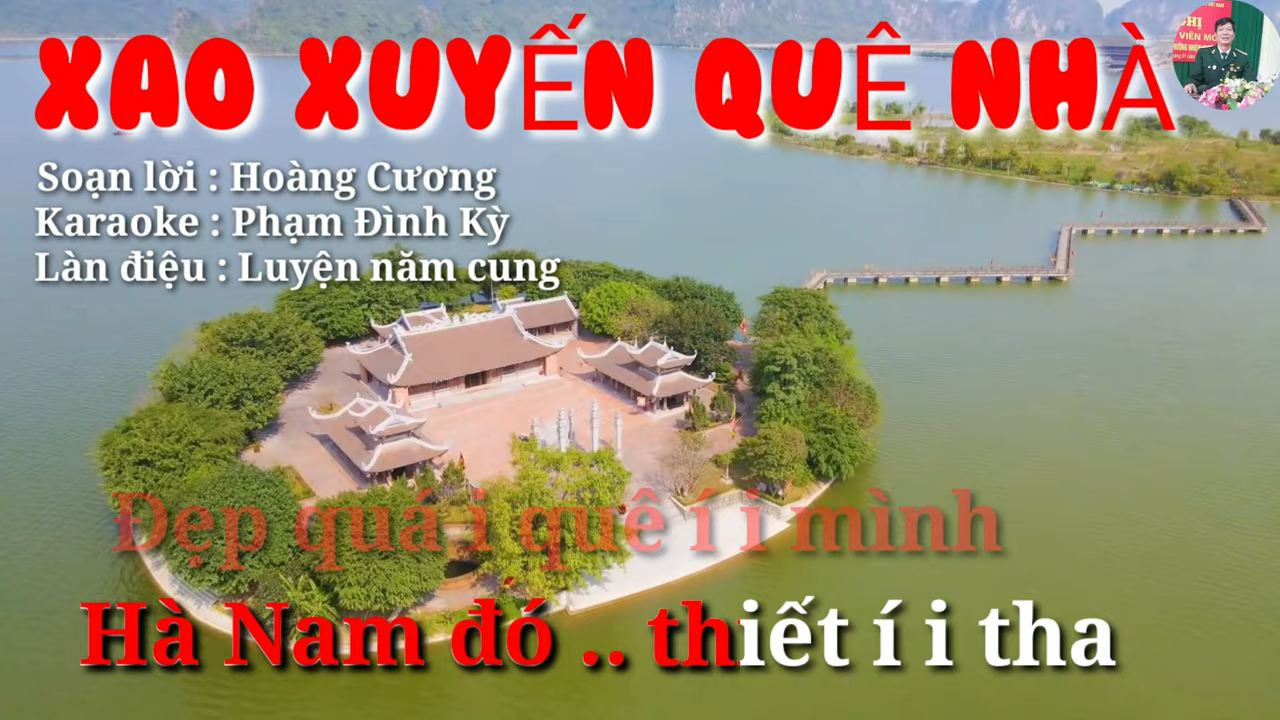 XAO XUYẾN QUÊ NHÀ
Soạn lời : Hoàng Cương
Karaoke : Phạm Đình Kỳ
Làn điệu : Luyện năm cung
Đẹp quá i quê í i mình
Hà Nam đó .. thiết í i tha